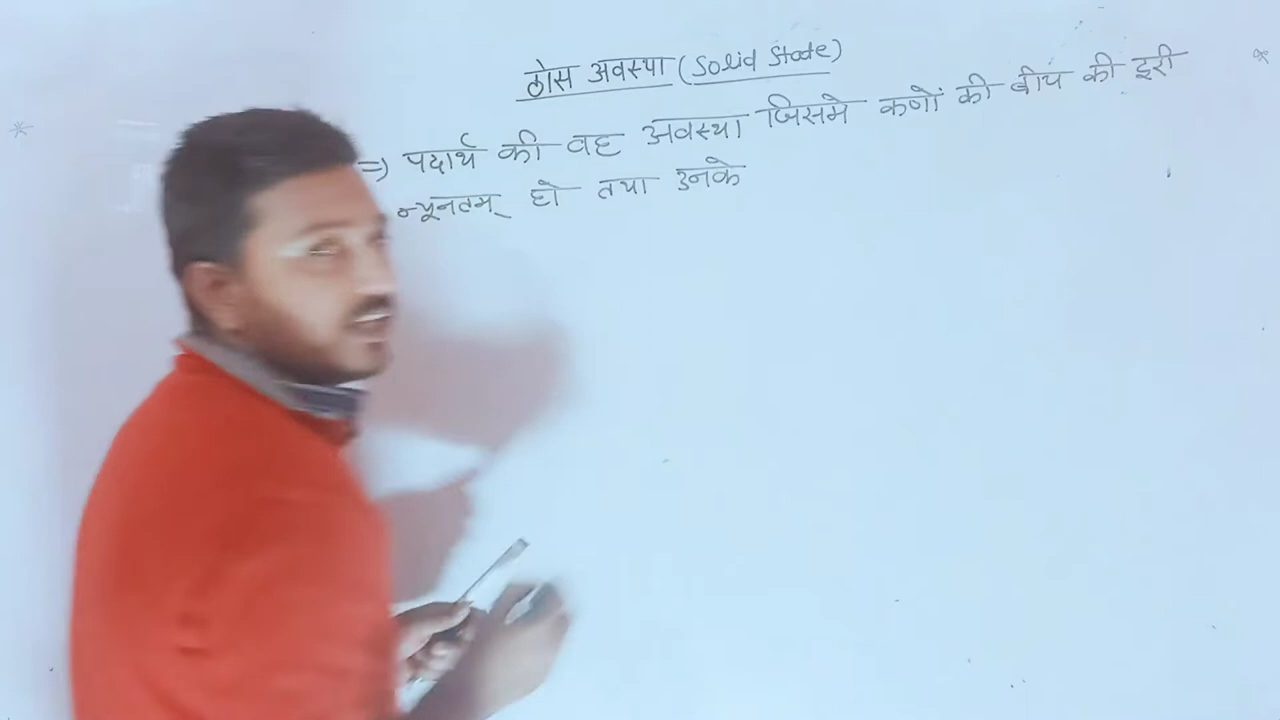 ठोस अवस्था (Solid State)
=> पदार्थ की वह अवस्था जिसमे कणों की बीच की दूरी
न्यूनतम् हो तथा उनके